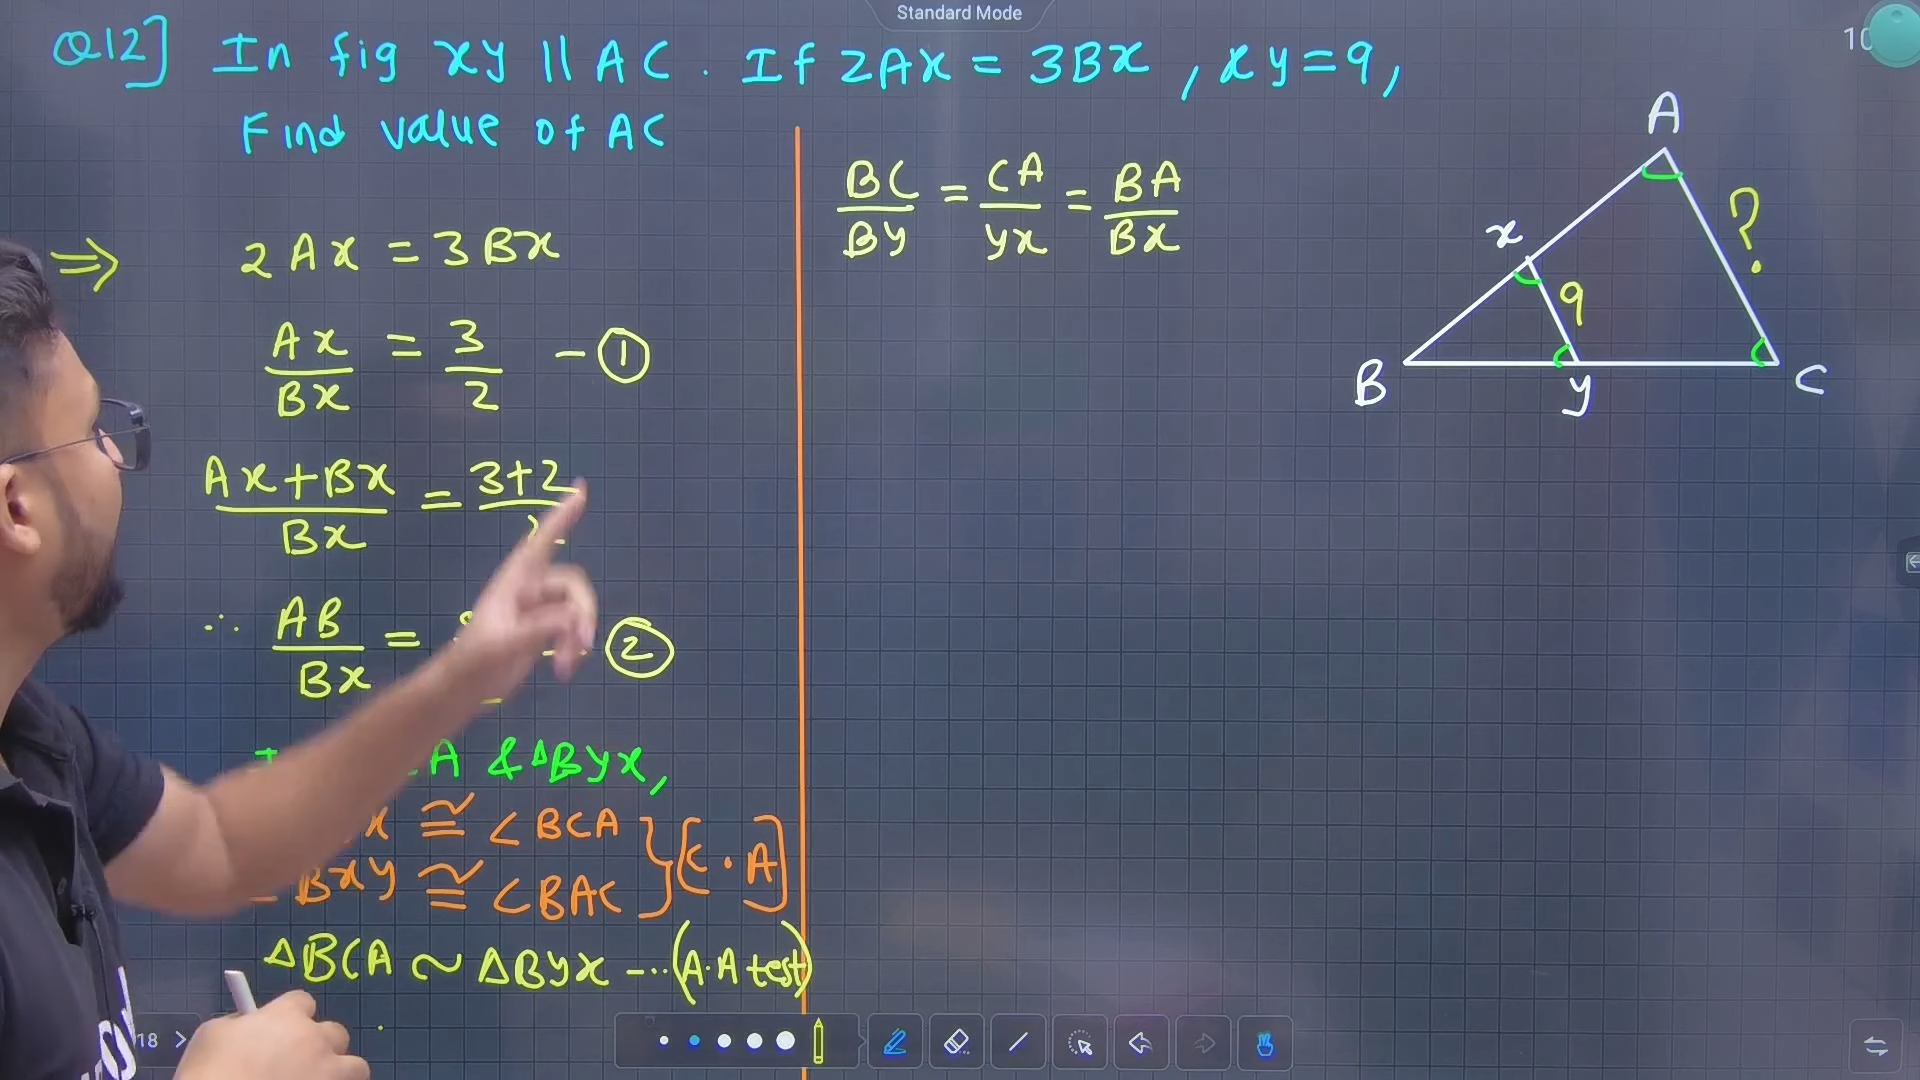 Standard Mode
Q12] In fig xy || AC. If 2Ax = 3Bx, xy=9,
Find value of AC
10
⇒ 2Ax = 3Bx
Ax/Bx = 3/2 - ①
Ax+Bx/Bx = 3+2/
∴ AB/Bx = ②
A & ΔByx,
x ≅ <BCA
Bxy ≅ <BAC } [C.A]
ΔBCA ~ ΔByx -...(A.A test)
BC/By = CA/yx = BA/Bx
A
x
?
9
B
y
C
18 >